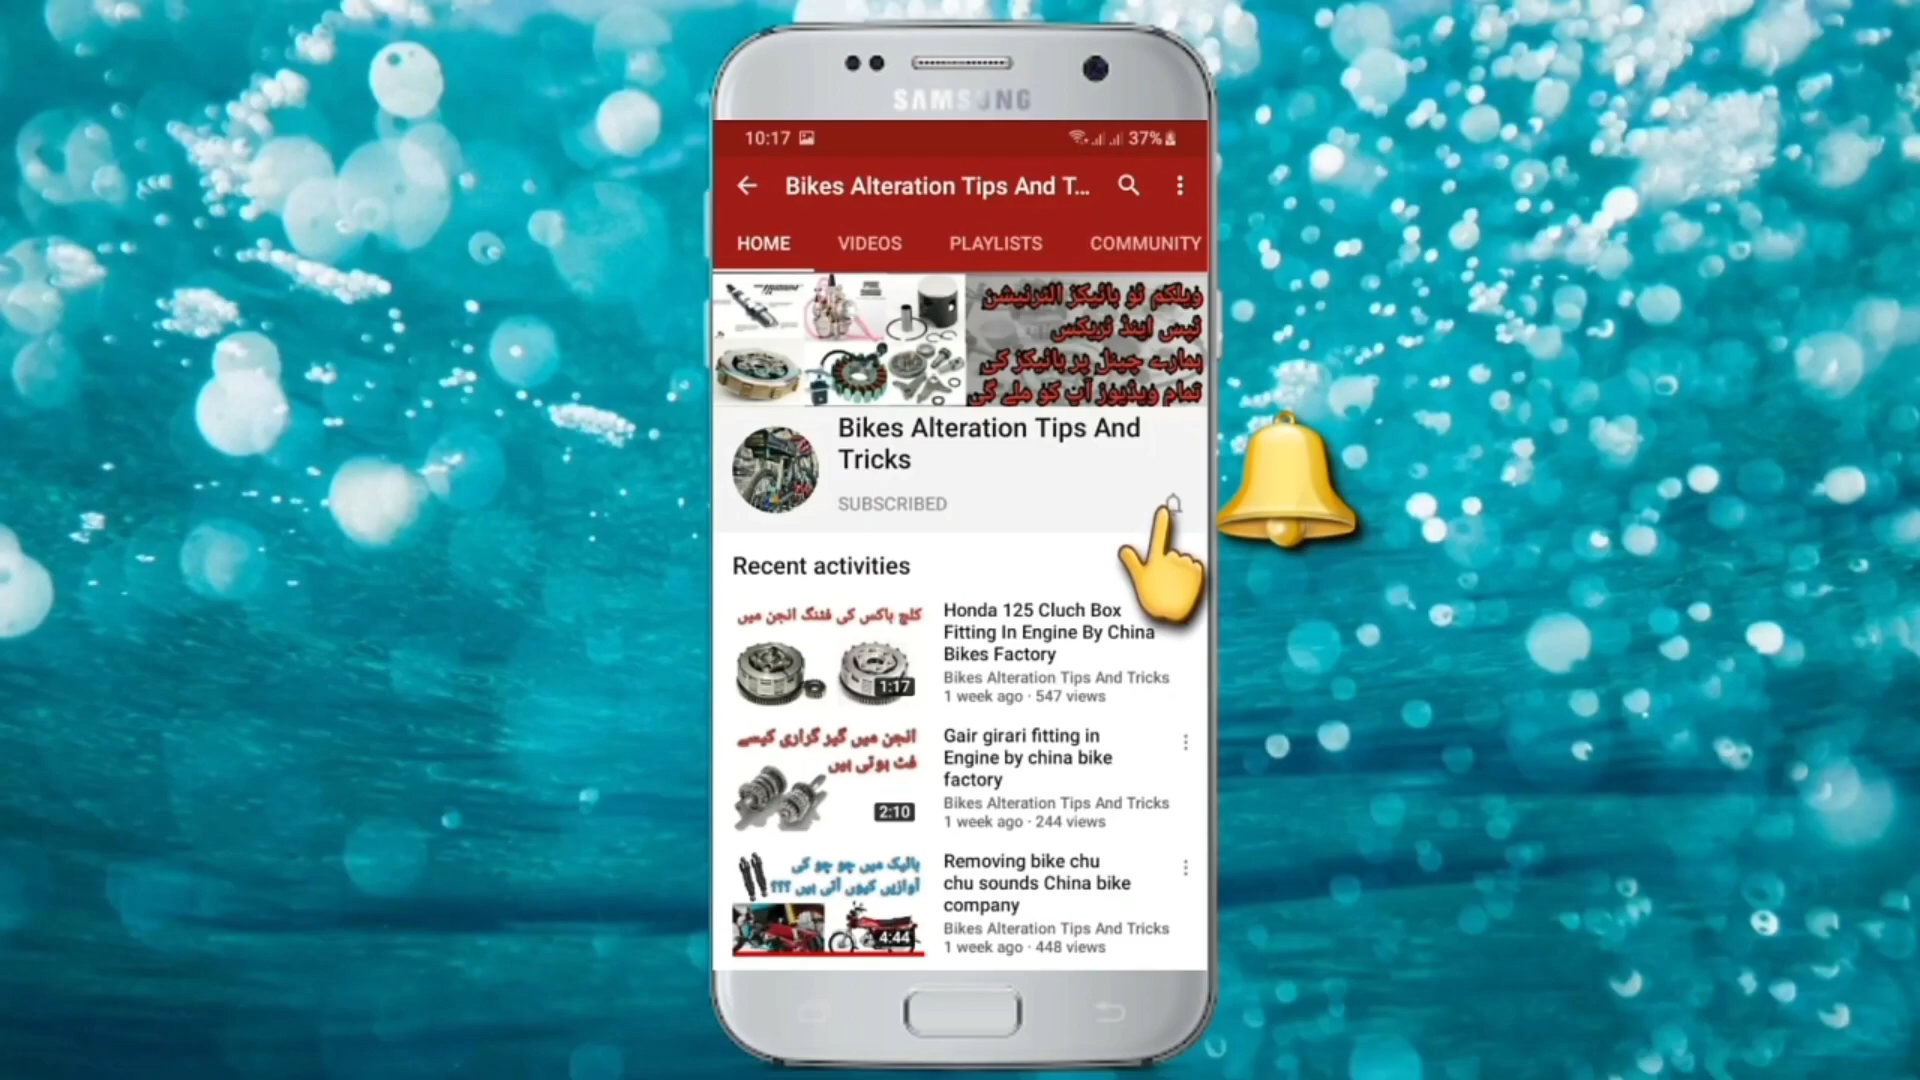 SAMSUNG
10:17
37%
Bikes Alteration Tips And T...
HOME VIDEOS PLAYLISTS COMMUNITY
ویلکم ٹو بائیکز الٹرنیشن
ٹپس اینڈ ٹریکس
ہمارے چینل پر بائیکز کی
تمام ویڈیوز آپ کو ملے گی
Bikes Alteration Tips And
Tricks
SUBSCRIBED
Recent activities
کلچ باکس کی فٹنگ انجن میں
1:17
Honda 125 Cluch Box
Fitting In Engine By China
Bikes Factory
Bikes Alteration Tips And Tricks
1 week ago · 547 views
انجن میں گیر گراری کیسے
فٹ ہوتی ہیں
2:10
Gair girari fitting in
Engine by china bike
factory
Bikes Alteration Tips And Tricks
1 week ago · 244 views
بائیک میں چو چو کی
آوازیں کیوں آتی ہیں ؟؟؟
4:44
Removing bike chu
chu sounds China bike
company
Bikes Alteration Tips And Tricks
1 week ago · 448 views